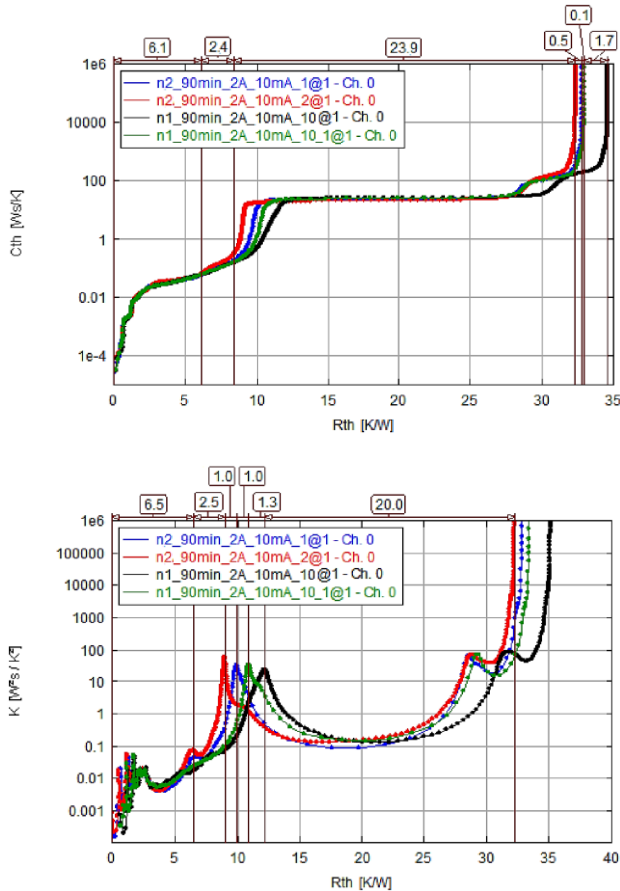 0.1
6.1 2.4 23.9 0.5 1.7
1e6
10000
100
1
0.01
1e-4
Cth [Ws/K]
n2_90min_2A_10mA_1@1 - Ch. 0
n2_90min_2A_10mA_2@1 - Ch. 0
n1_90min_2A_10mA_10@1 - Ch. 0
n1_90min_2A_10mA_10_1@1 - Ch. 0
0 5 10 15 20 25 30 35
Rth [K/W]
1.0 1.0
6.5 2.5 1.3 20.0
1e6
100000
10000
1000
100
10
1
0.1
0.01
0.001
K [W²s / K²]
n2_90min_2A_10mA_1@1 - Ch. 0
n2_90min_2A_10mA_2@1 - Ch. 0
n1_90min_2A_10mA_10@1 - Ch. 0
n1_90min_2A_10mA_10_1@1 - Ch. 0
0 5 10 15 20 25 30 35 40
Rth [K/W]